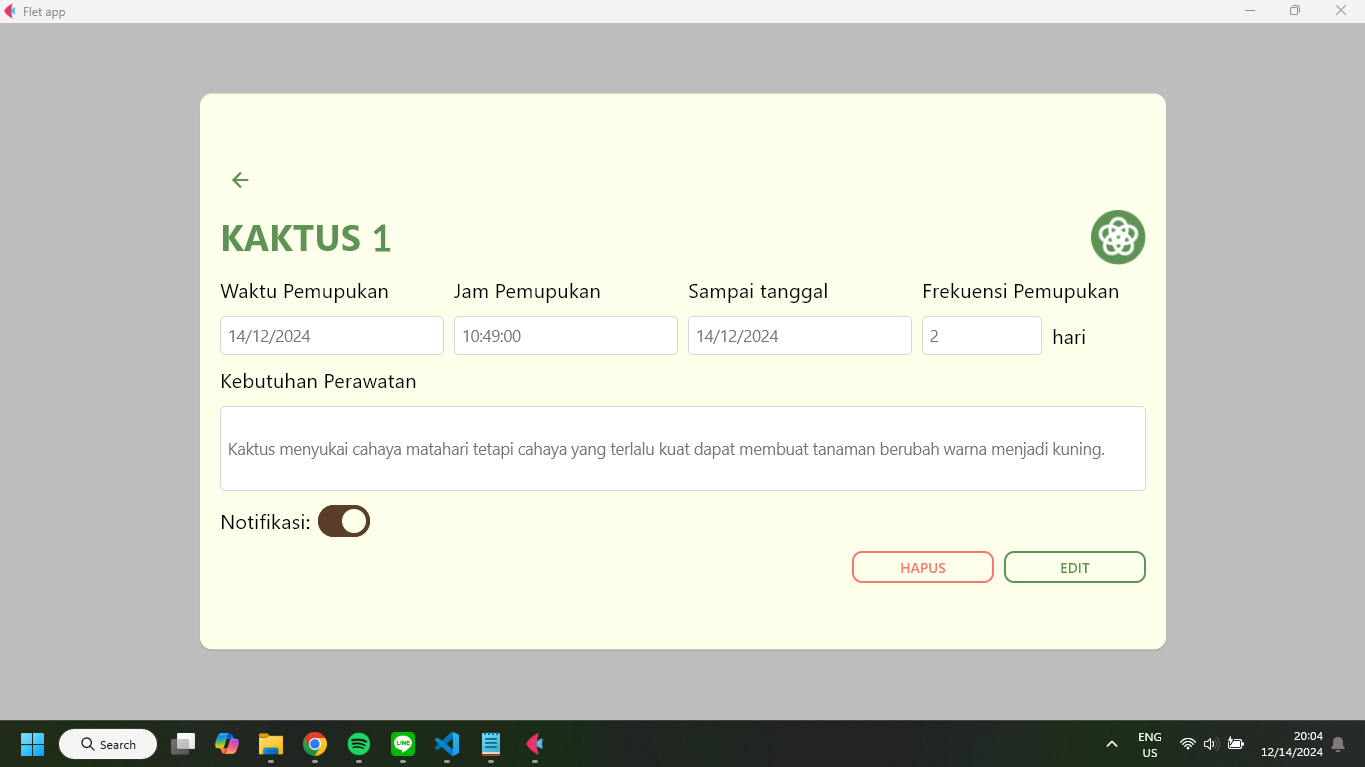 Flet app
KAKTUS 1
Waktu Pemupukan Jam Pemupukan Sampai tanggal Frekuensi Pemupukan
14/12/2024 10:49:00 14/12/2024 2 hari
Kebutuhan Perawatan
Kaktus menyukai cahaya matahari tetapi cahaya yang terlalu kuat dapat membuat tanaman berubah warna menjadi kuning.
Notifikasi:
HAPUS EDIT
Search LINE ENG 20:04
US 12/14/2024